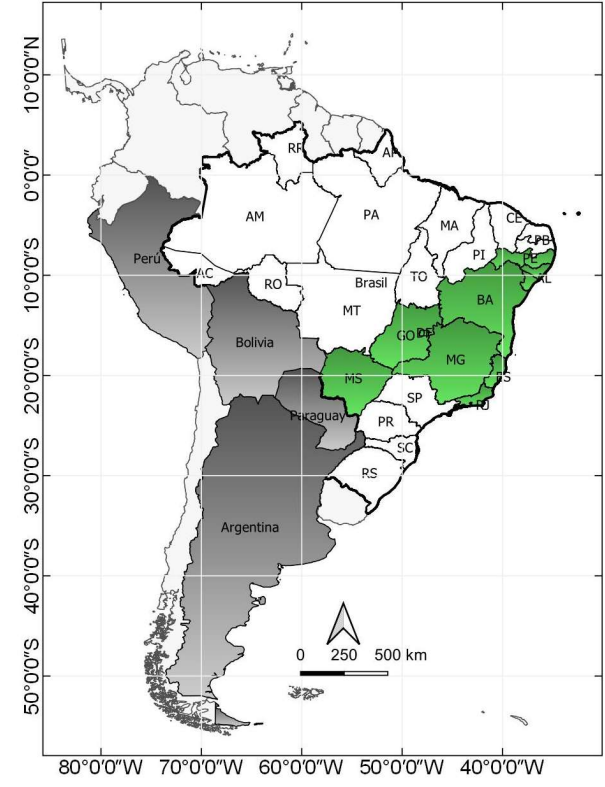 10°0'0"N
0°0'0"
10°0'0"S
20°0'0"S
30°0'0"S
40°0'0"S
50°0'0"S
RR
AP
AM
PA
MA
CE
PB
PI
PE
AL
Perú
AC
RO
TO
Brasil
MT
BA
Bolivia
GO
DF
MG
MS
ES
SP
RJ
Paraguay
PR
SC
RS
Argentina
0 250 500 km
80°0'0"W 70°0'0"W 60°0'0"W 50°0'0"W 40°0'0"W